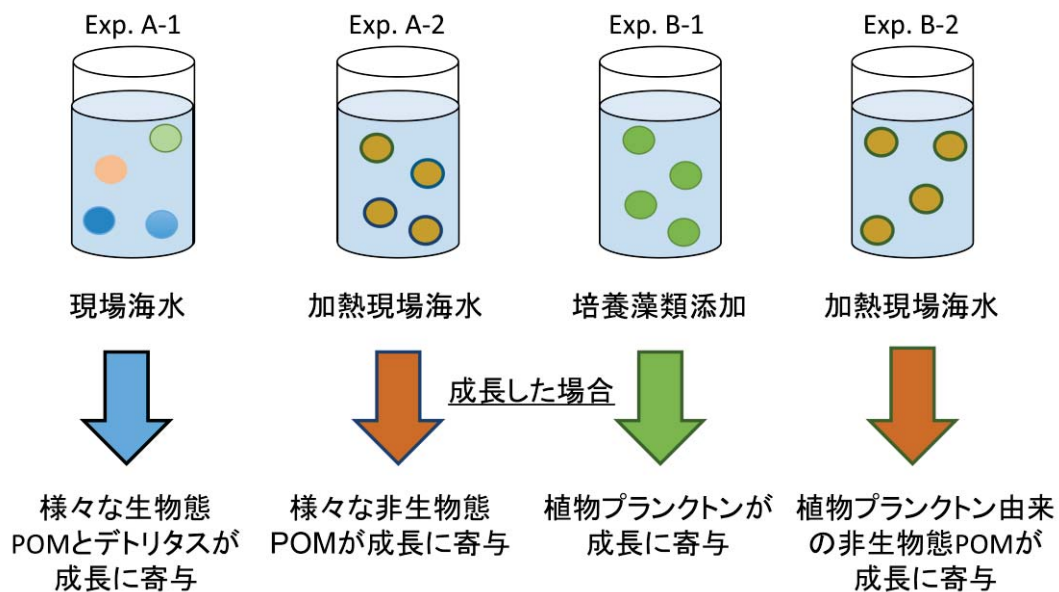 Exp. A-1
Exp. A-2
Exp. B-1
Exp. B-2
現場海水
加熱現場海水
培養藻類添加
加熱現場海水
成長した場合
様々な生物態
POMとデトリタスが
成長に寄与
様々な非生物態
POMが成長に寄与
植物プランクトンが
成長に寄与
植物プランクトン由来
の非生物態POMが
成長に寄与